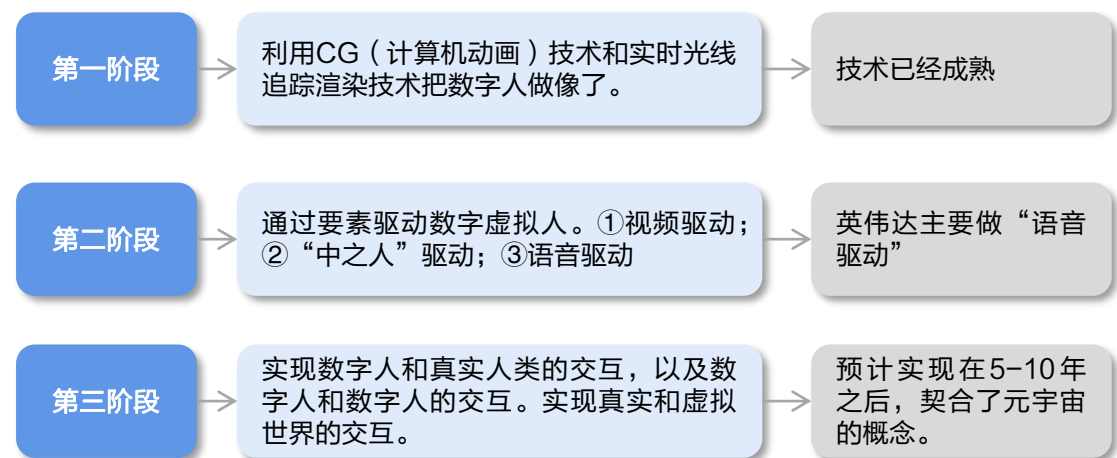 第一阶段
利用CG（计算机动画）技术和实时光线
追踪渲染技术把数字人做像了。
技术已经成熟
第二阶段
通过要素驱动数字虚拟人。①视频驱动；
②“中之人”驱动；③语音驱动
英伟达主要做“语音
驱动”
第三阶段
实现数字人和真实人类的交互，以及数
字人和数字人的交互。实现真实和虚拟
世界的交互。
预计实现在5-10年
之后，契合了元宇宙
的概念。